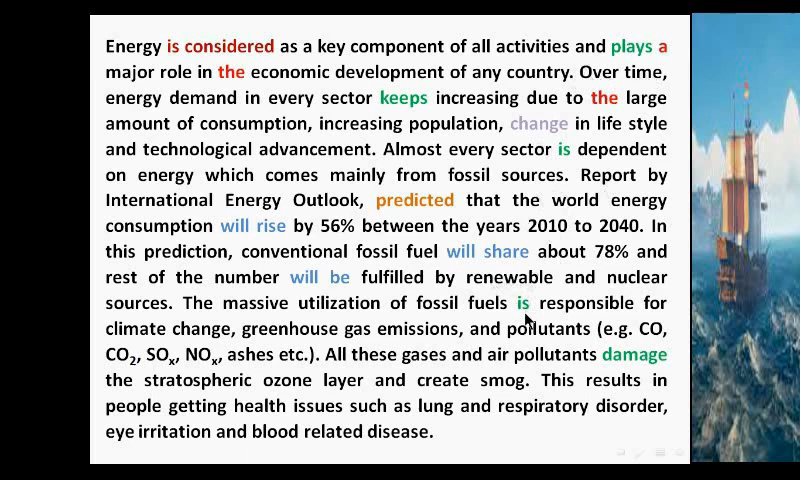 Energy is considered as a key component of all activities and plays a
major role in the economic development of any country. Over time,
energy demand in every sector keeps increasing due to the large
amount of consumption, increasing population, change in life style
and technological advancement. Almost every sector is dependent
on energy which comes mainly from fossil sources. Report by
International Energy Outlook, predicted that the world energy
consumption will rise by 56% between the years 2010 to 2040. In
this prediction, conventional fossil fuel will share about 78% and
rest of the number will be fulfilled by renewable and nuclear
sources. The massive utilization of fossil fuels is responsible for
climate change, greenhouse gas emissions, and pollutants (e.g. CO,
CO₂, SOₓ, NOₓ, ashes etc.). All these gases and air pollutants damage
the stratospheric ozone layer and create smog. This results in
people getting health issues such as lung and respiratory disorder,
eye irritation and blood related disease.